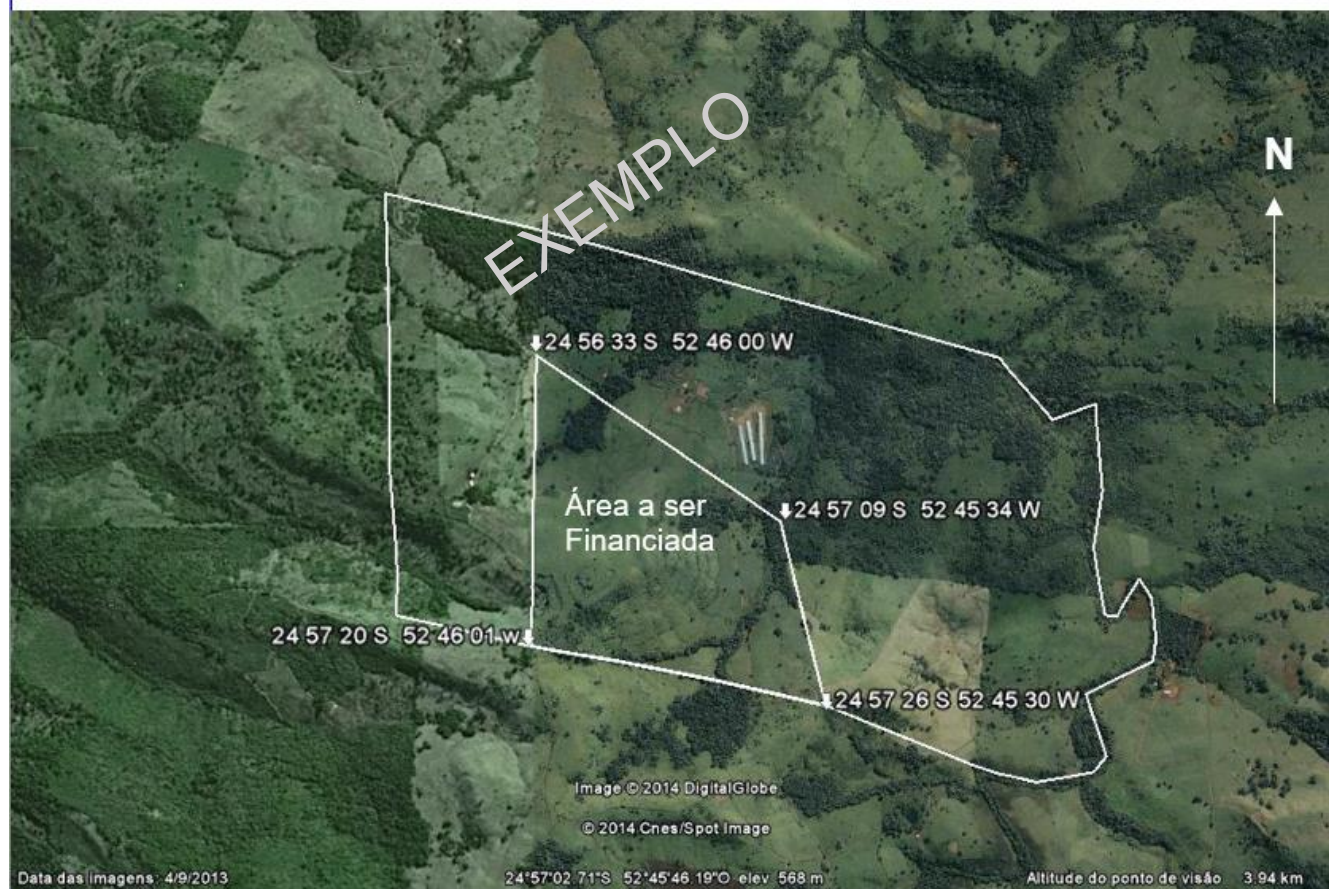 EXEMPLO
N
24 56 33 S 52 46 00 W
Área a ser
Financiada
24 57 09 S 52 45 34 W
24 57 20 S 52 46 01 w
24 57 26 S 52 45 30 W
Image © 2014 DigitalGlobe
© 2014 Cnes/Spot Image
Data das imagens: 4/9/2013
24°57'02.71"S 52°45'46.19"O elev 568 m
Altitude do ponto de visão 3.94 km